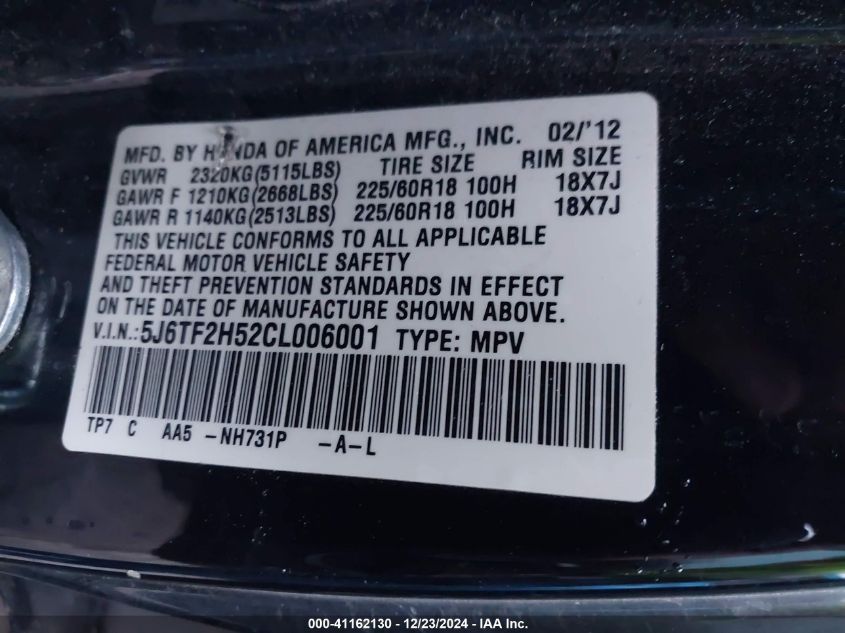 MFD. BY HONDA OF AMERICA MFG., INC. 02/'12
GVWR 2320KG(5115LBS) TIRE SIZE RIM SIZE
GAWR F 1210KG(2668LBS) 225/60R18 100H 18X7J
GAWR R 1140KG(2513LBS) 225/60R18 100H 18X7J
THIS VEHICLE CONFORMS TO ALL APPLICABLE
FEDERAL MOTOR VEHICLE SAFETY
AND THEFT PREVENTION STANDARDS IN EFFECT
ON THE DATE OF MANUFACTURE SHOWN ABOVE.
V.I.N.:5J6TF2H52CL006001 TYPE: MPV
TP7 C AA5 -NH731P -A-L
000-41162130 - 12/23/2024 - IAA Inc.